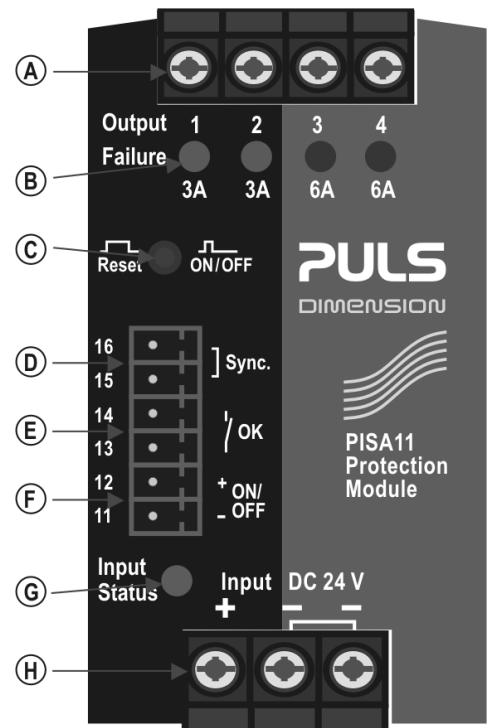 A
Output 1 2 3 4
Failure
B
3A 3A 6A 6A
C
Reset ON/OFF
PULS
DIMENSION
16
D
Sync.
15
14
E
OK
13
PISA11
Protection
Module
12
F
+ ON/
- OFF
11
Input
Status
G
Input DC 24 V
+ - -
H